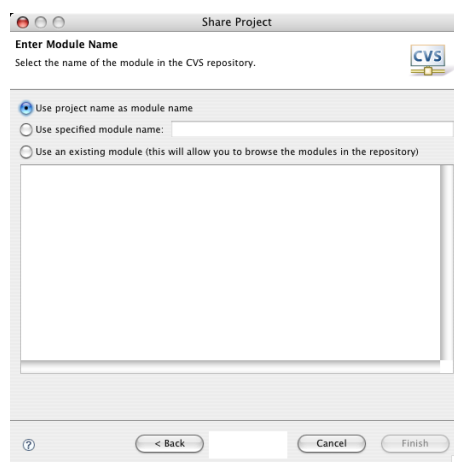 Share Project
Enter Module Name
Select the name of the module in the CVS repository.
CVS
Use project name as module name
Use specified module name:
Use an existing module (this will allow you to browse the modules in the repository)
?
< Back
Cancel
Finish